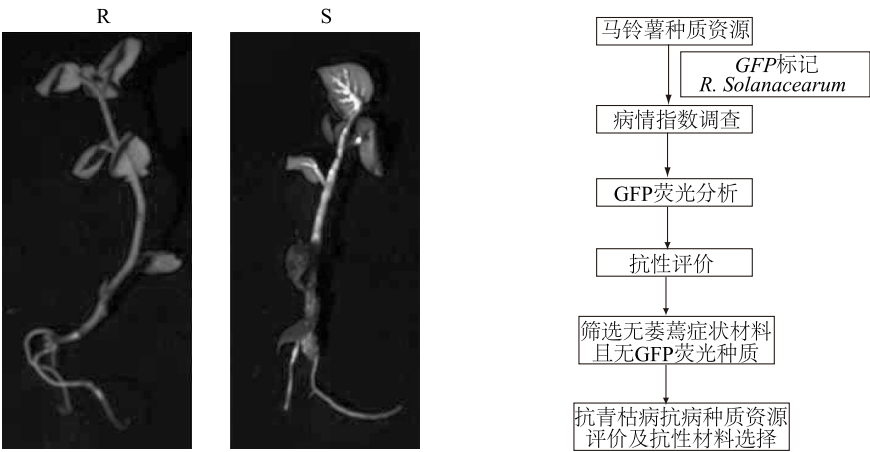 R
S
马铃薯种质资源
GFP标记
R. Solanacearum
病情指数调查
GFP荧光分析
抗性评价
筛选无萎蔫症状材料
且无GFP荧光种质
抗青枯病抗病种质资源
评价及抗性材料选择